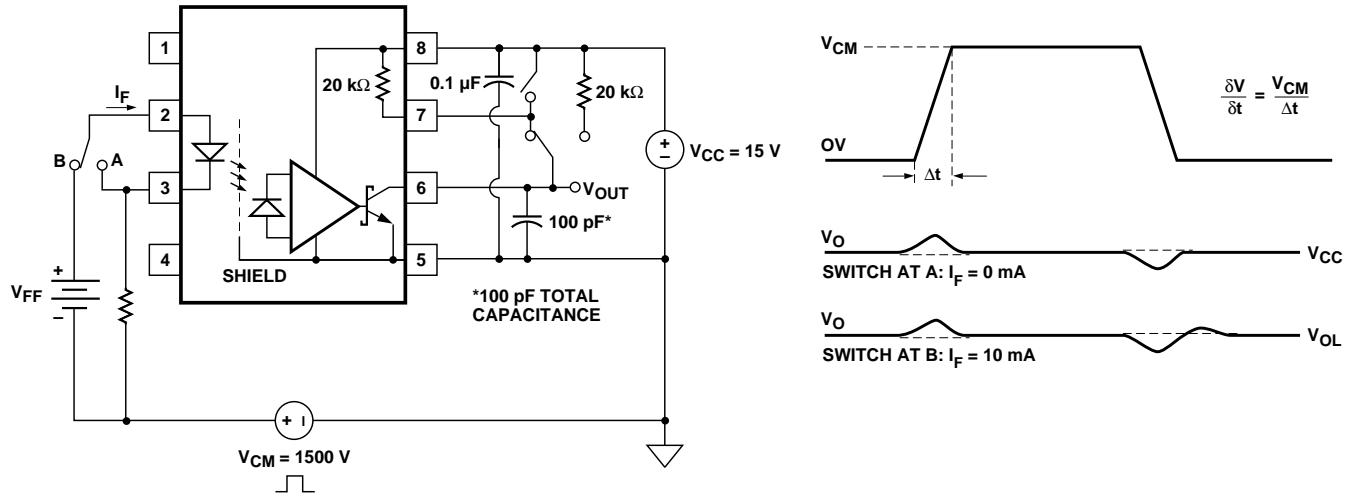 1
2
3
4
8
7
6
5
I_F
B
A
V_FF
+
–
SHIELD
20 kΩ
0.1 µF
20 kΩ
+
–
V_CC = 15 V
V_OUT
100 pF*
*100 pF TOTAL
CAPACITANCE
+ –
V_CM = 1500 V
V_CM
OV
Δt
δV/δt = V_CM/Δt
V_O
V_CC
SWITCH AT A: I_F = 0 mA
V_O
V_OL
SWITCH AT B: I_F = 10 mA